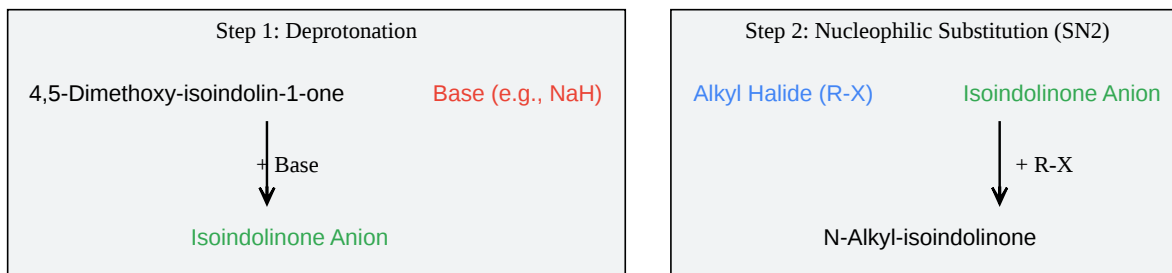 Step 1: Deprotonation
4,5-Dimethoxy-isoindolin-1-one
Base (e.g., NaH)
+ Base
Isoindolinone Anion
Step 2: Nucleophilic Substitution (SN2)
Alkyl Halide (R-X)
Isoindolinone Anion
+ R-X
N-Alkyl-isoindolinone